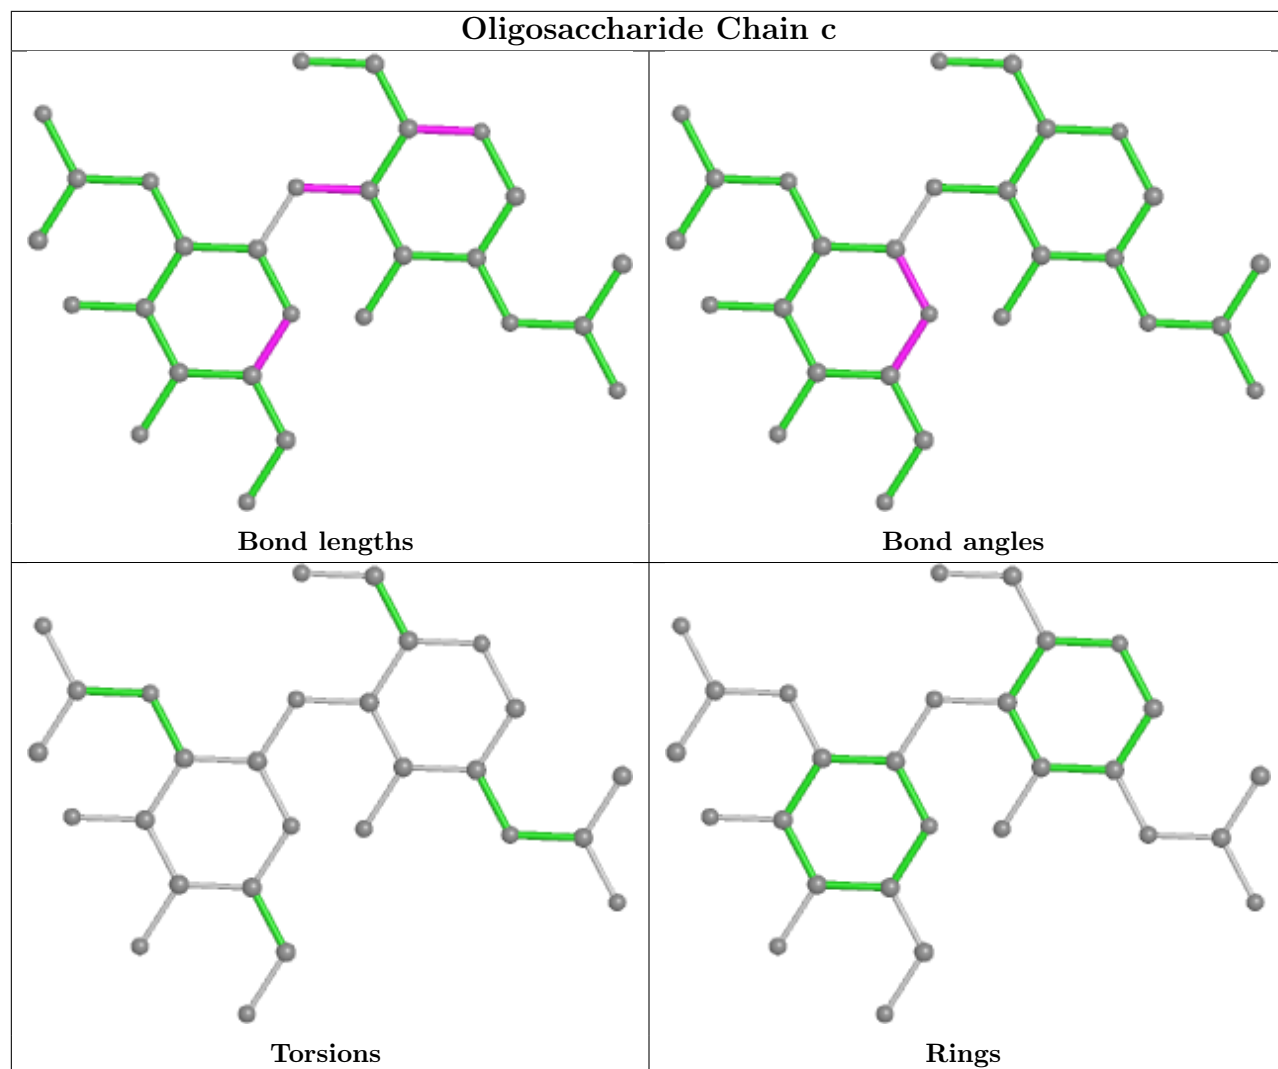 Oligosaccharide Chain c
Bond lengths
Bond angles
Torsions
Rings